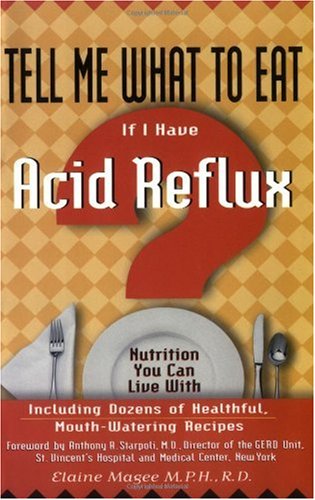 TELL ME WHAT TO EAT
If I Have
Acid Reflux
?
Nutrition
You Can
Live With
Including Dozens of Healthful,
Mouth-Watering Recipes
Foreword by Anthony A. Starpoli, M.D., Director of the GERD Unit,
St. Vincent's Hospital and Medical Center, New York
Elaine Magee M.P.H., R.D.